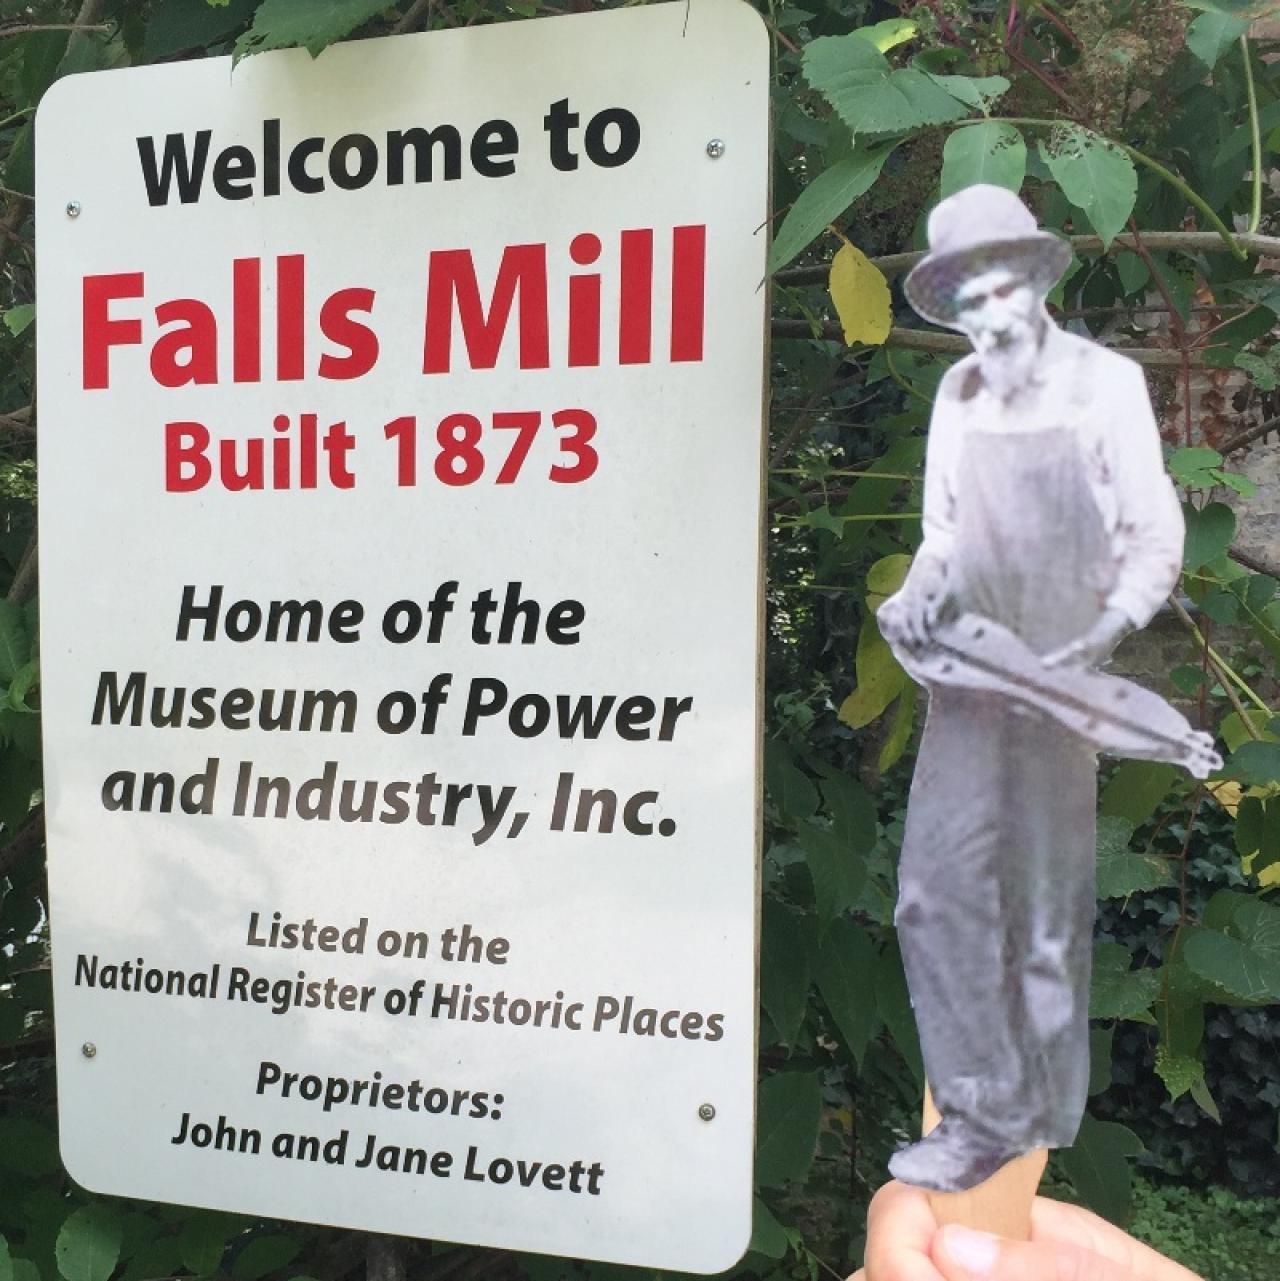 Welcome to
Falls Mill
Built 1873
Home of the
Museum of Power
and Industry, Inc.
Listed on the
National Register of Historic Places
Proprietors:
John and Jane Lovett